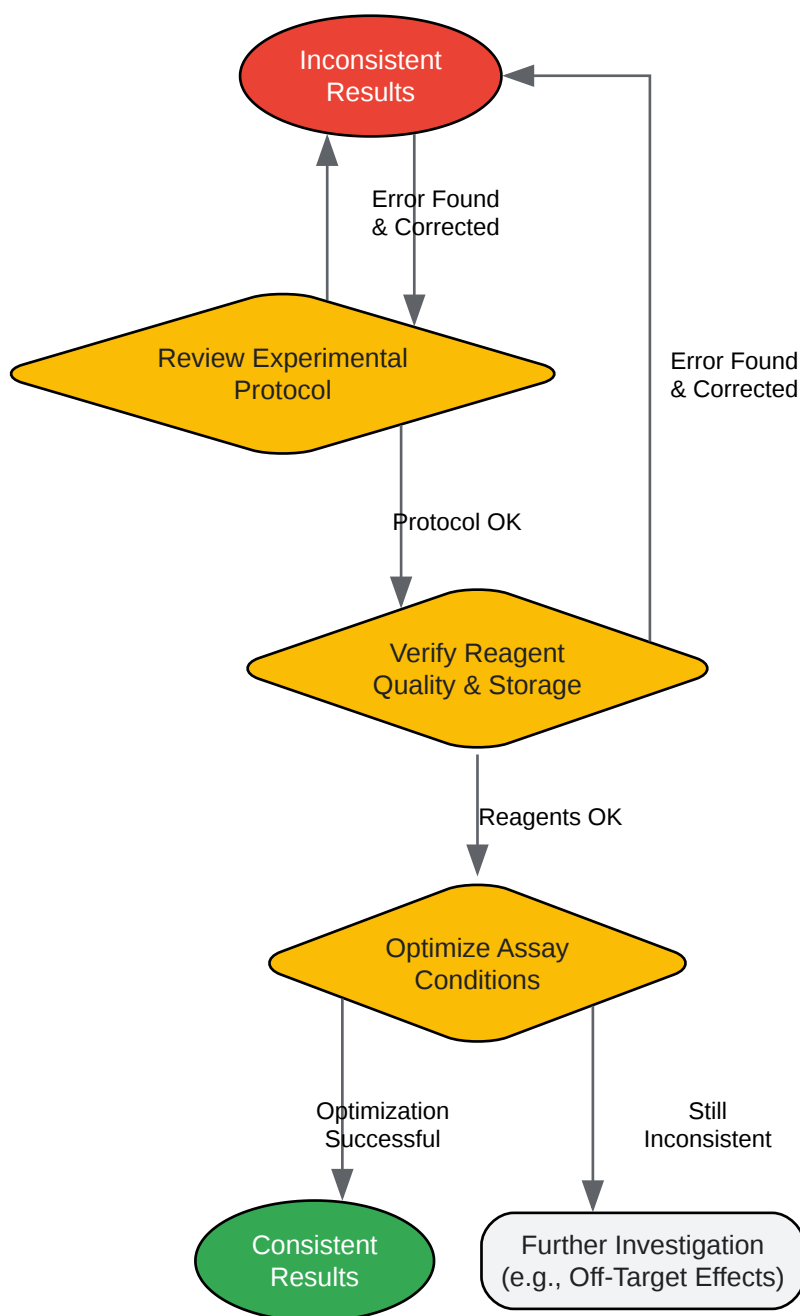 Inconsistent
Results
Error Found
& Corrected
Review Experimental
Protocol
Error Found
& Corrected
Protocol OK
Verify Reagent
Quality & Storage
Reagents OK
Optimize Assay
Conditions
Optimization
Successful
Still
Inconsistent
Consistent
Results
Further Investigation
(e.g., Off-Target Effects)